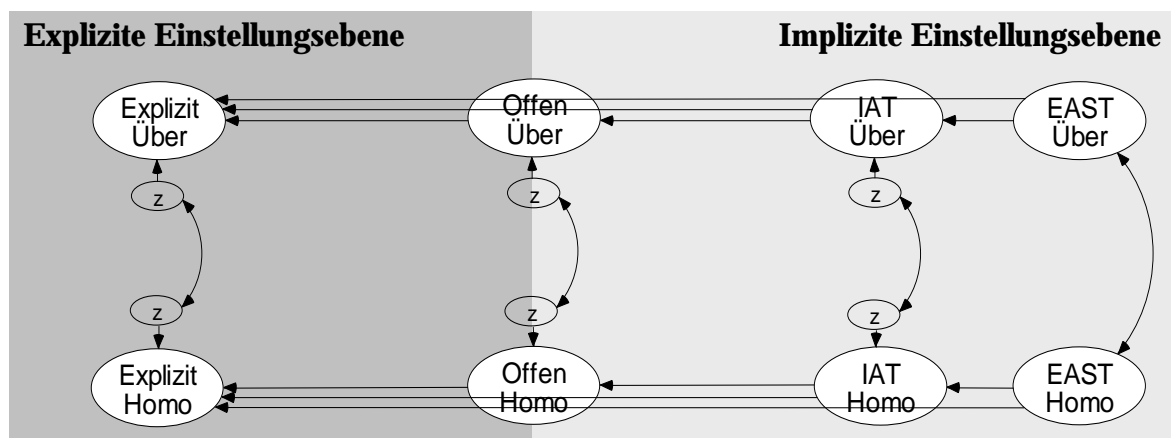 Explizite Einstellungsebene
Implizite Einstellungsebene
Explizit
Über
Offen
Über
IAT
Über
EAST
Über
z
z
z
z
z
z
Explizit
Homo
Offen
Homo
IAT
Homo
EAST
Homo